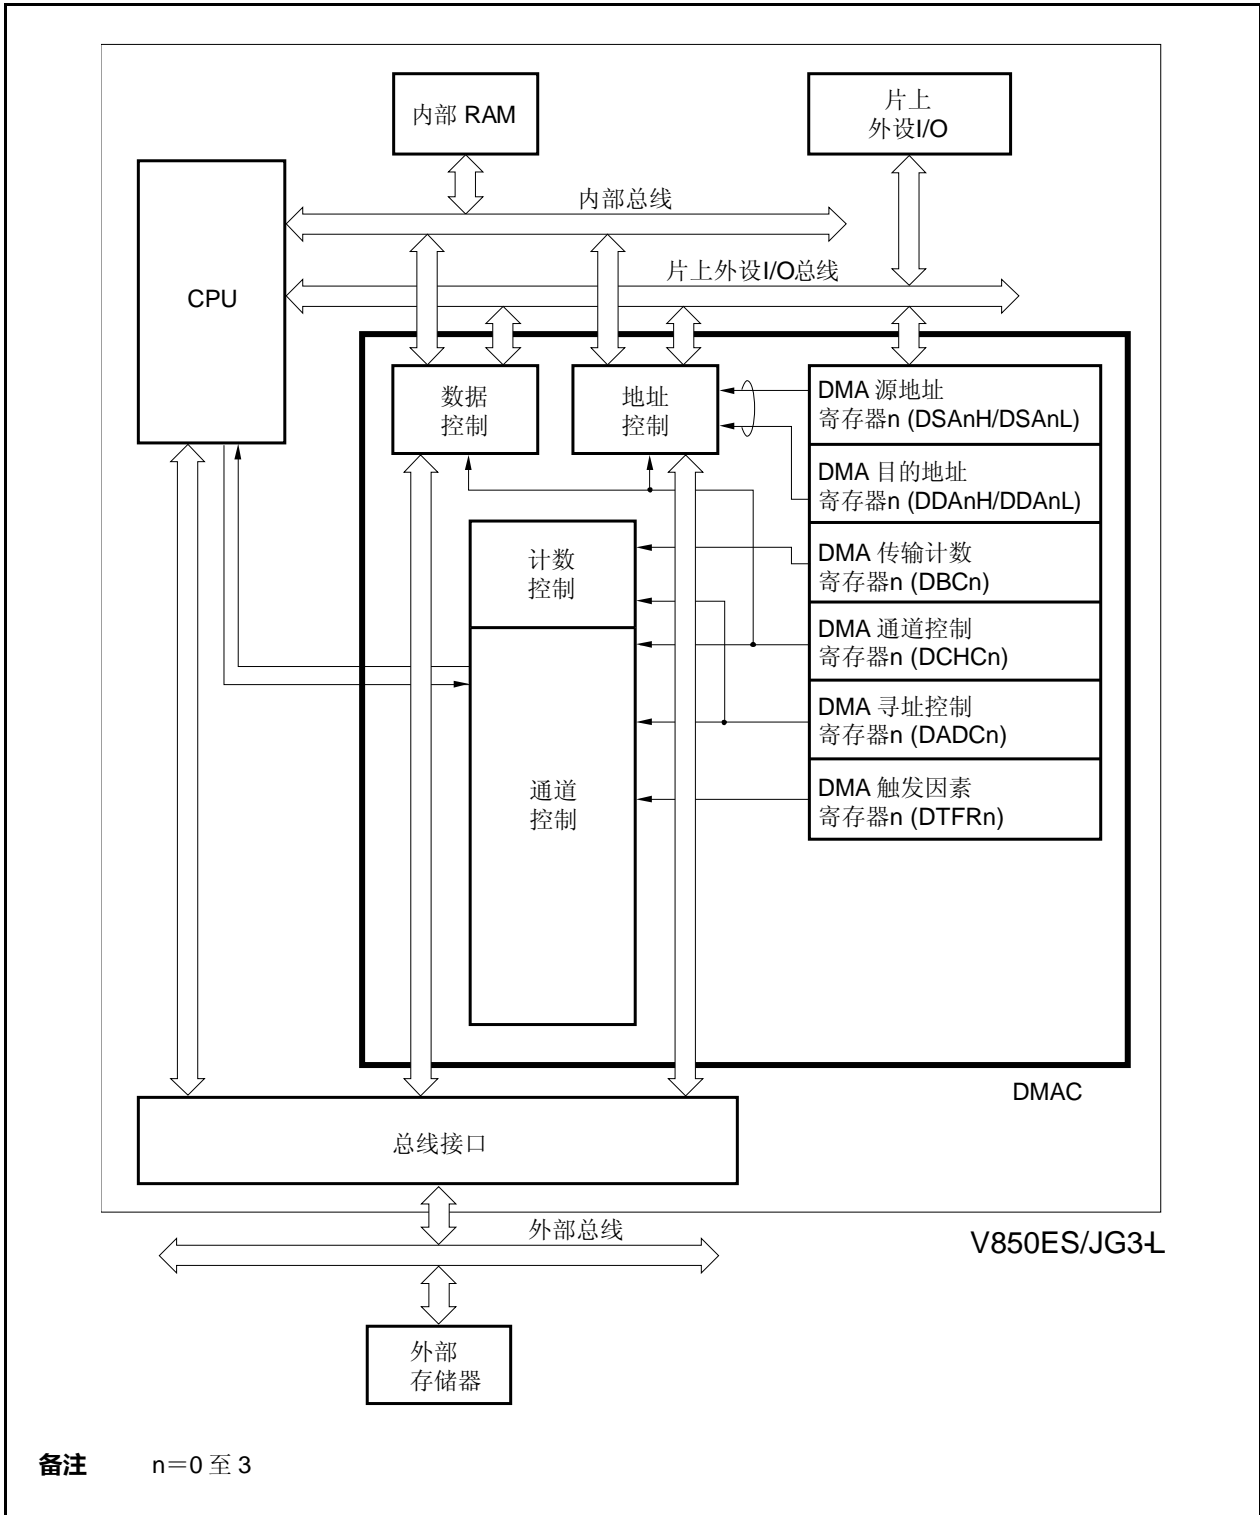 内部 RAM
片上
外设I/O
内部总线
片上外设I/O总线
CPU
数据
控制
地址
控制
DMA 源地址
寄存器n (DSAnH/DSAnL)
DMA 目的地址
寄存器n (DDAnH/DDAnL)
计数
控制
DMA 传输计数
寄存器n (DBCn)
DMA 通道控制
寄存器n (DCHCn)
DMA 寻址控制
寄存器n (DADCn)
通道
控制
DMA 触发因素
寄存器n (DTFRn)
DMAC
总线接口
外部总线
V850ES/JG3-L
外部
存储器
备注 n＝0 至 3